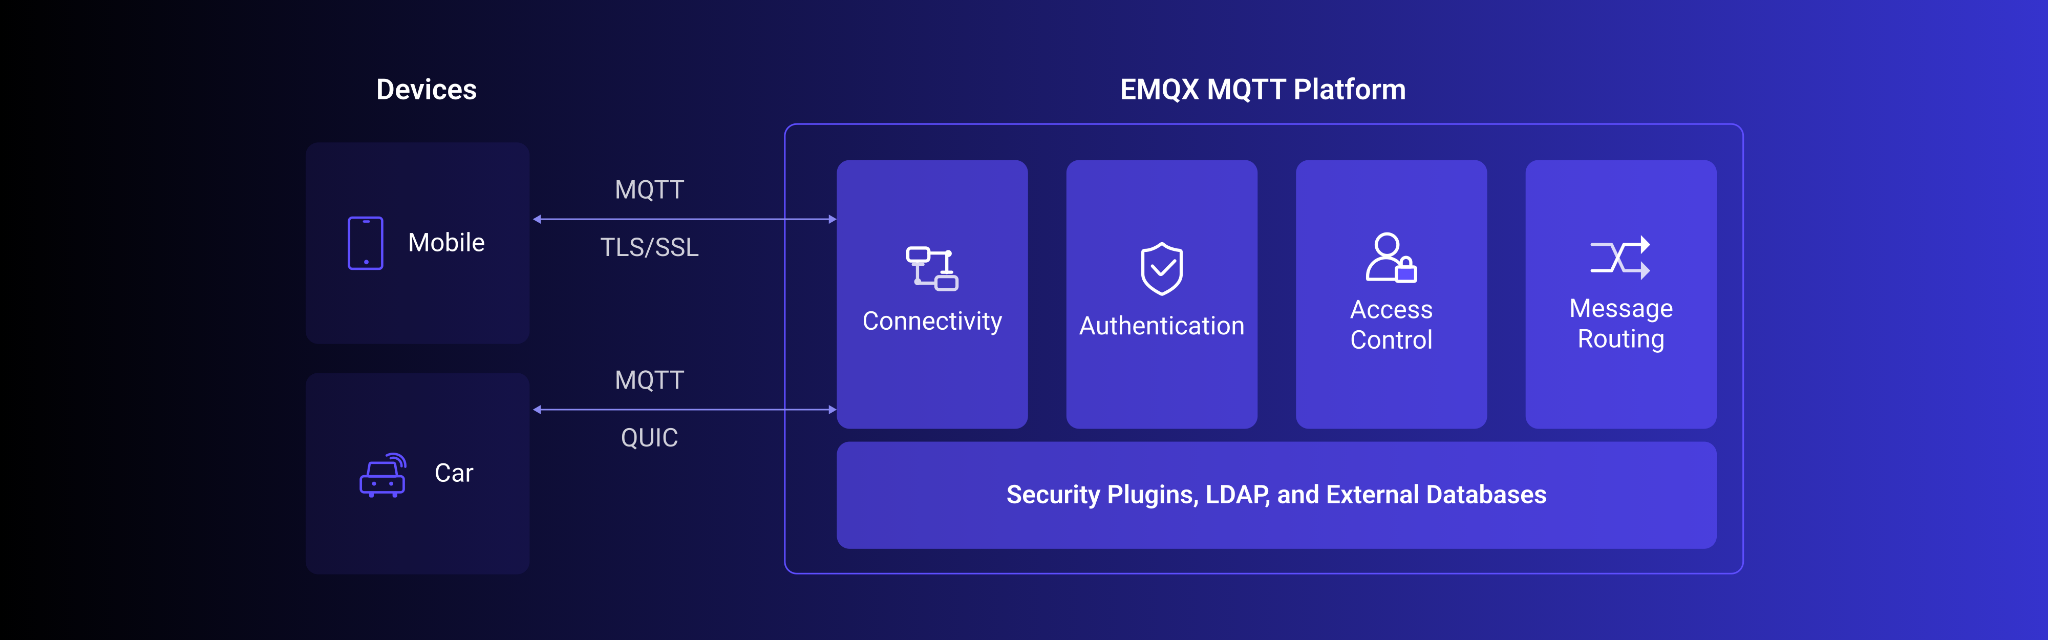 Devices
EMQX MQTT Platform
Mobile
MQTT
TLS/SSL
Car
MQTT
QUIC
Connectivity
Authentication
Access
Control
Message
Routing
Security Plugins, LDAP, and External Databases